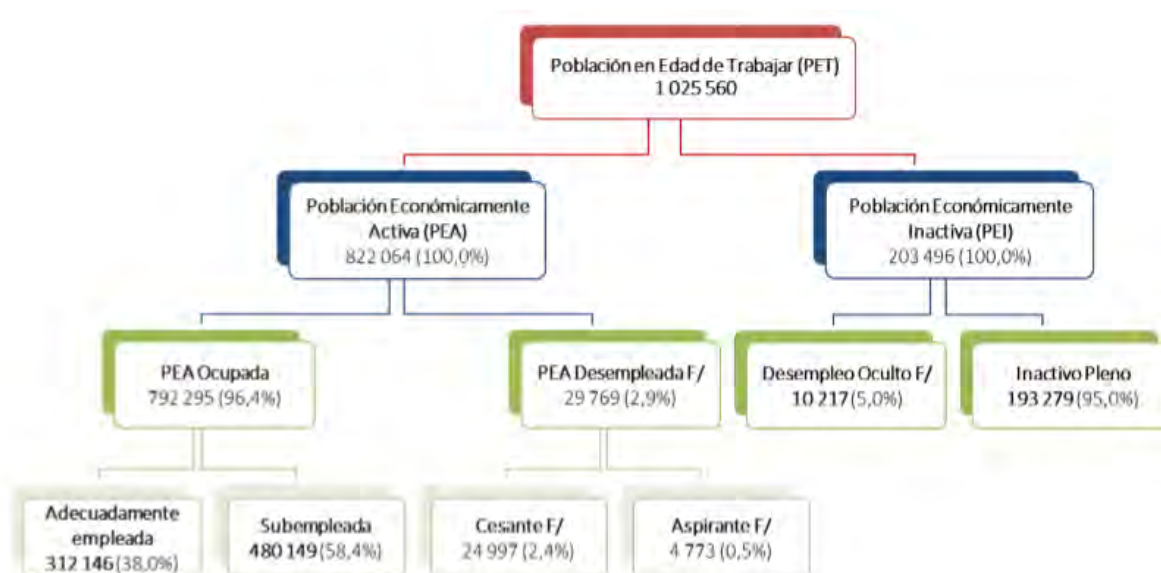 Población en Edad de Trabajar (PET)
1 025 560
Población Económicamente
Activa (PEA)
822 064 (100,0%)
Población Económicamente
Inactiva (PEI)
203 496 (100,0%)
PEA Ocupada
792 295 (96,4%)
PEA Desempleada F/
29 769 (2,9%)
Desempleo Oculto F/
10 217 (5,0%)
Inactivo Pleno
193 279 (95,0%)
Adecuadamente
empleada
312 146 (38,0%)
Subempleada
480 149 (58,4%)
Cesante F/
24 997 (2,4%)
Aspirante F/
4 773 (0,5%)